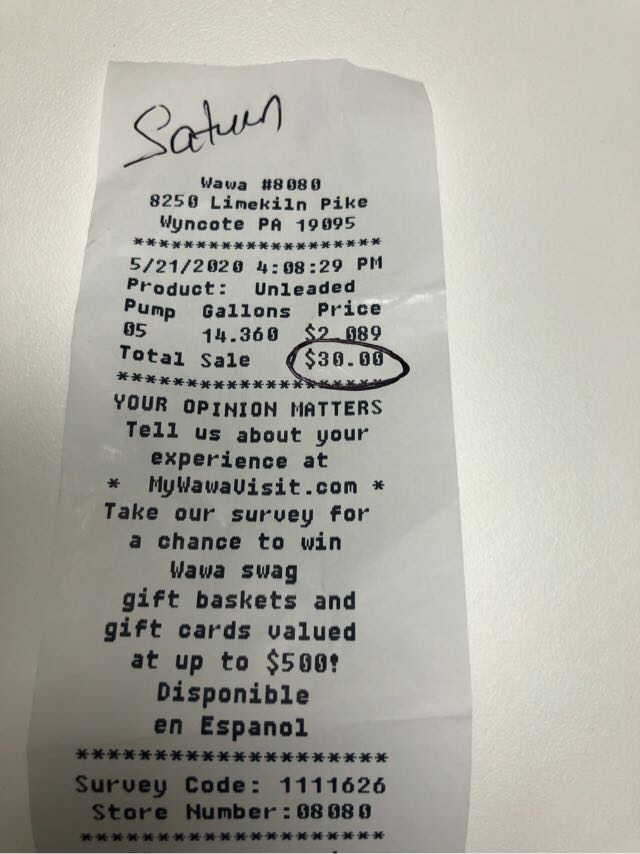 Saturn
Wawa #8080
8250 Limekiln Pike
Wyncote PA 19095
********************
5/21/2020 4:08:29 PM
Product: Unleaded
Pump Gallons Price
05 14.360 $2.089
Total Sale $30.00
********************
YOUR OPINION MATTERS
Tell us about your
experience at
* MyWawaVisit.com *
Take our survey for
a chance to win
Wawa swag
gift baskets and
gift cards valued
at up to $500!
Disponible
en Espanol
********************
Survey Code: 1111626
Store Number:08080
********************